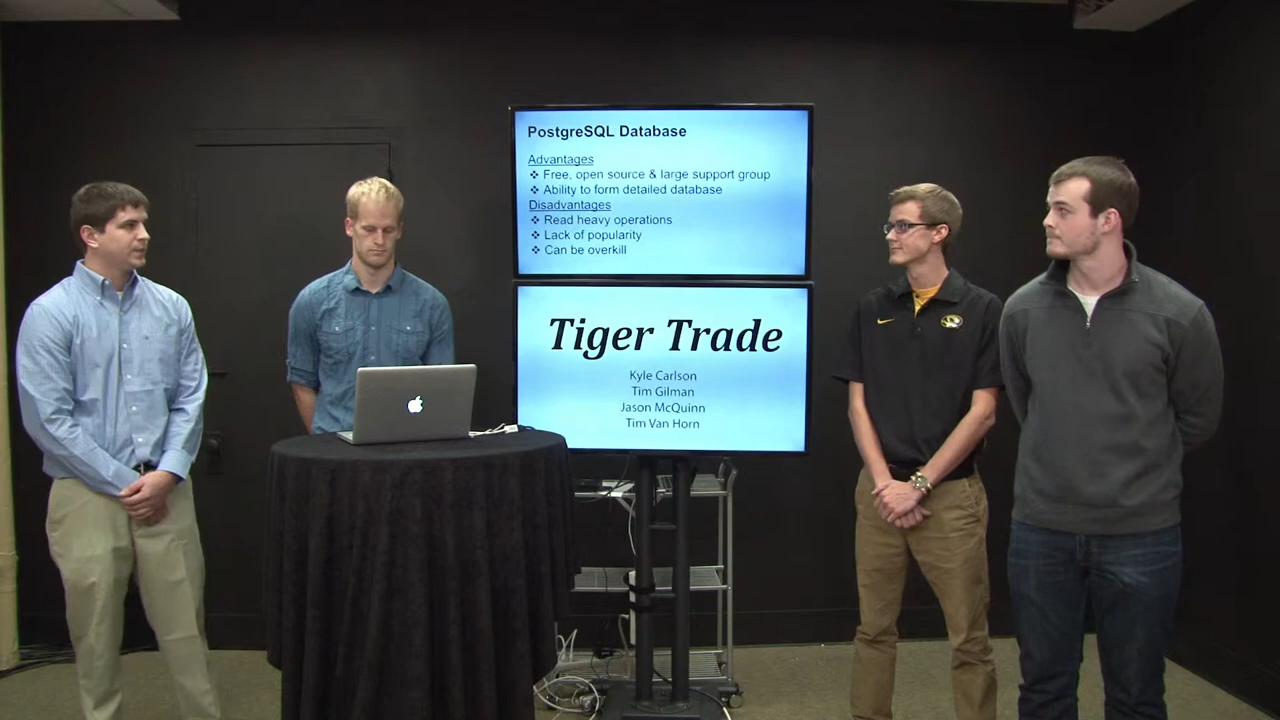 PostgreSQL Database
Advantages
❖ Free, open source & large support group
❖ Ability to form detailed database
Disadvantages
❖ Read heavy operations
❖ Lack of popularity
❖ Can be overkill
Tiger Trade
Kyle Carlson
Tim Gilman
Jason McQuinn
Tim Van Horn